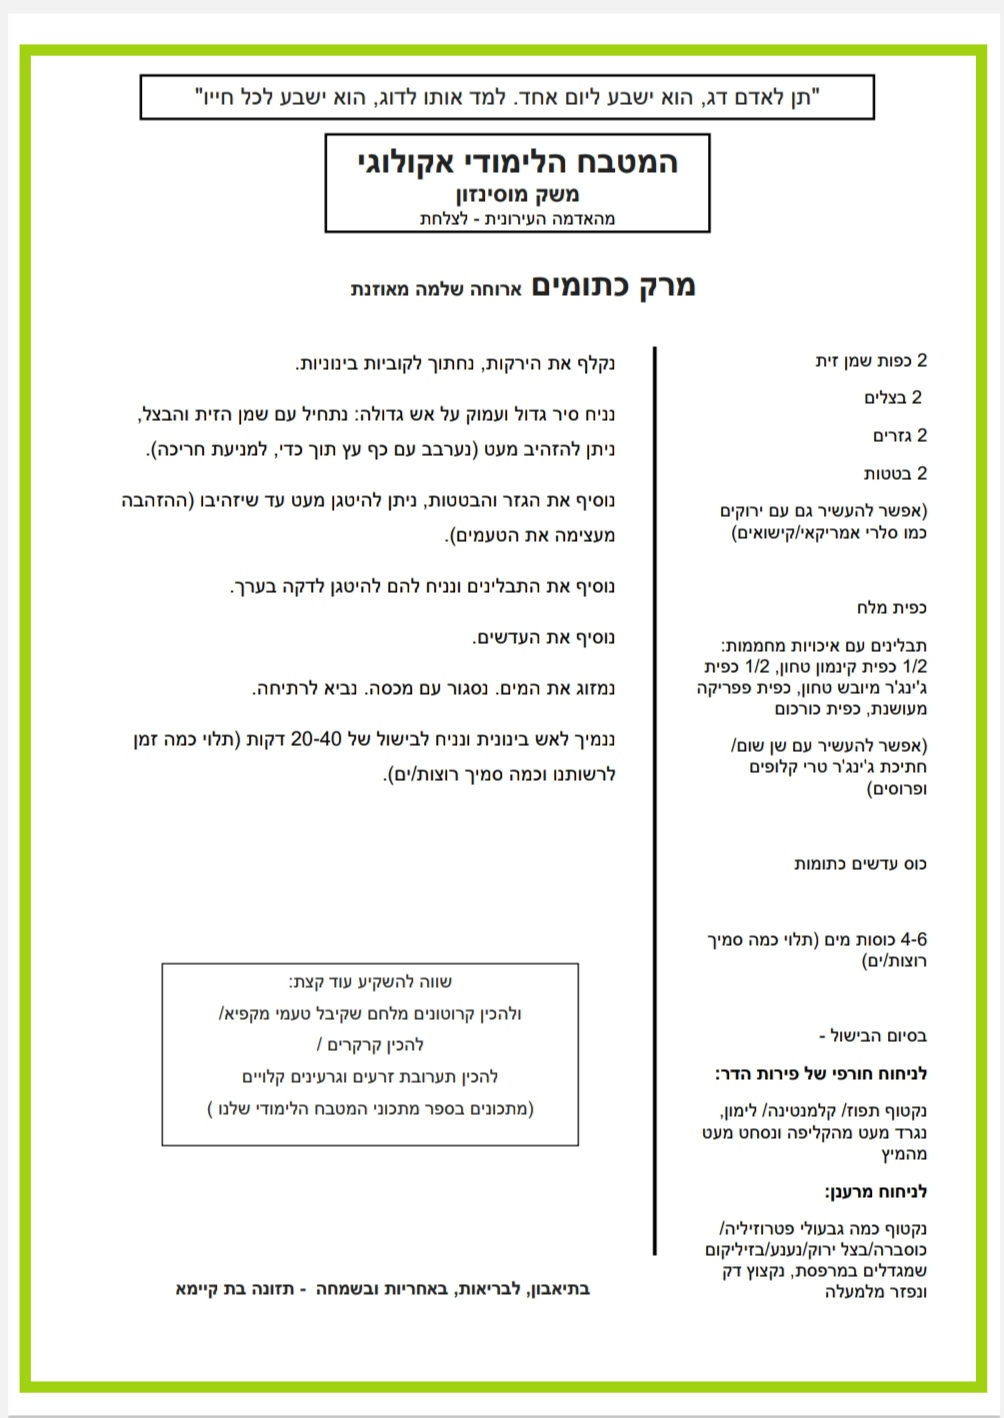 "תן לאדם דג, הוא ישבע ליום אחד. למד אותו לדוג, הוא ישבע לכל חייו"
המטבח הלימודי אקולוגי
משק מוסינזון
מהאדמה העירונית - לצלחת
מרק כתומים ארוחה שלמה מאוזנת
2 כפות שמן זית
2 בצלים
2 גזרים
2 בטטות
(אפשר להעשיר גם עם ירוקים
כמו סלרי אמריקאי/קישואים)
כפית מלח
תבלינים עם איכויות מחממות:
1/2 כפית קינמון טחון, 1/2 כפית
ג'ינג'ר מיובש טחון, כפית פפריקה
מעושנת, כפית כורכום
(אפשר להעשיר עם שן שום/
חתיכת ג'ינג'ר טרי קלופים
ופרוסים)
כוס עדשים כתומות
4-6 כוסות מים (תלוי כמה סמיך
רוצות/ים)
בסיום הבישול -
לניחוח חורפי של פירות הדר:
נקטוף תפוז/ קלמנטינה/ לימון,
נגרד מעט מהקליפה ונסחט מעט
מהמיץ
לניחוח מרענן:
נקטוף כמה גבעולי פטרוזיליה/
כוסברה/בצל ירוק/נענע/בזיליקום
שמגדלים במרפסת, נקצוץ דק
ונפזר מלמעלה
נקלף את הירקות, נחתוך לקוביות בינוניות.
נניח סיר גדול ועמוק על אש גדולה: נתחיל עם שמן הזית והבצל,
ניתן להזהיב מעט (נערבב עם כף עץ תוך כדי, למניעת חריכה).
נוסיף את הגזר והבטטות, ניתן להיטגן מעט עד שיזהיבו (ההזהבה
מעצימה את הטעמים).
נוסיף את התבלינים ונניח להם להיטגן לדקה בערך.
נוסיף את העדשים.
נמזוג את המים. נסגור עם מכסה. נביא לרתיחה.
ננמיך לאש בינונית ונניח לבישול של 20-40 דקות (תלוי כמה זמן
לרשותנו וכמה סמיך רוצות/ים).
שווה להשקיע עוד קצת:
ולהכין קרוטונים מלחם שקיבל טעמי מקפיא/
להכין קרקרים /
להכין תערובת זרעים וגרעינים קלויים
(מתכונים בספר מתכוני המטבח הלימודי שלנו )
בתיאבון, לבריאות, באחריות ובשמחה - תזונה בת קיימא